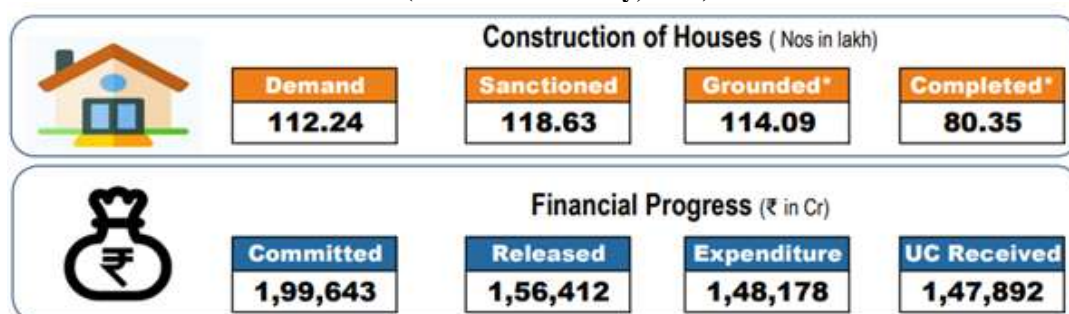 Construction of Houses ( Nos in lakh)
Demand Sanctioned Grounded* Completed*
112.24 118.63 114.09 80.35
Financial Progress (₹ in Cr)
Committed Released Expenditure UC Received
1,99,643 1,56,412 1,48,178 1,47,892